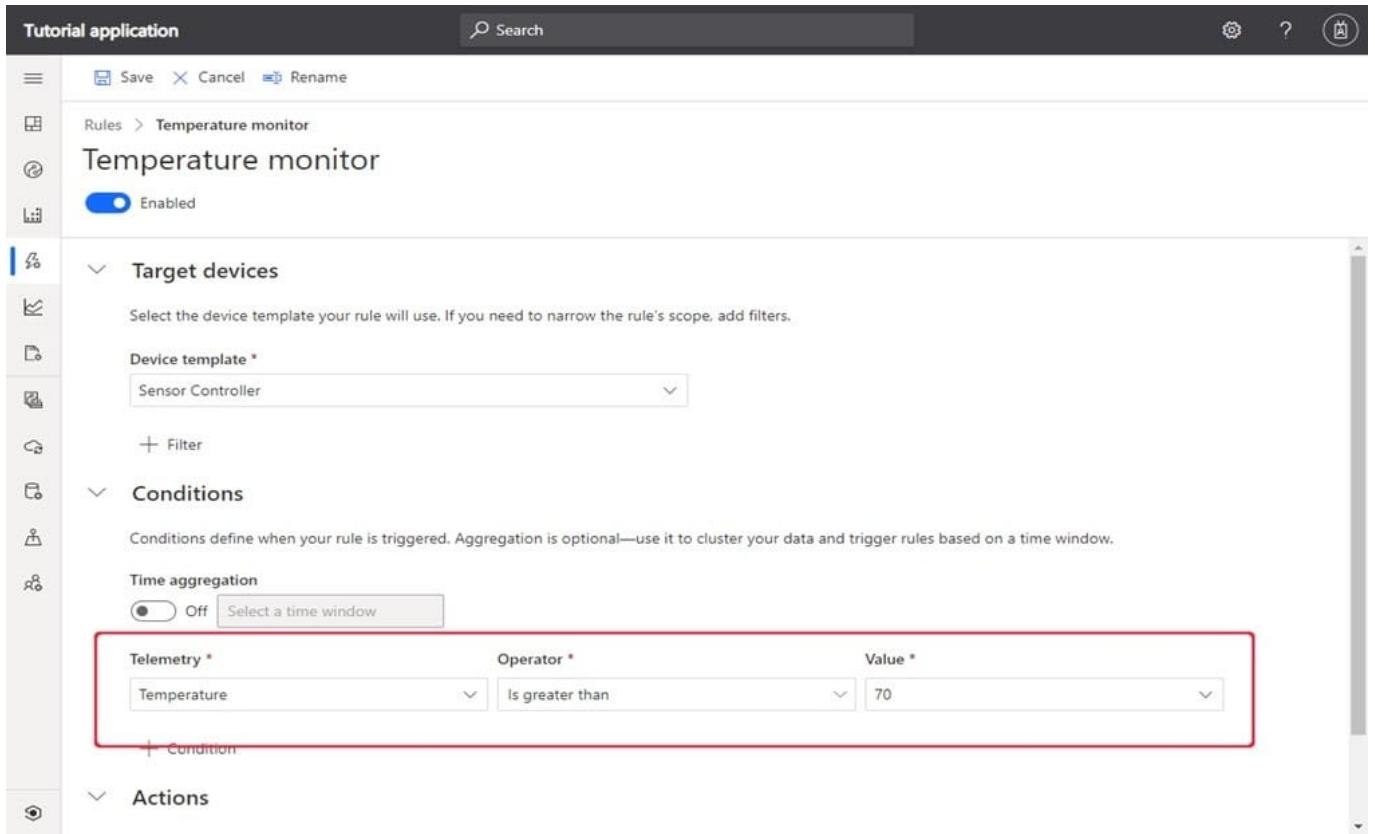 Tutorial application
Search
?
Save Cancel Rename
Rules > Temperature monitor
Temperature monitor
Enabled
Target devices
Select the device template your rule will use. If you need to narrow the rule's scope, add filters.
Device template *
Sensor Controller
+ Filter
Conditions
Conditions define when your rule is triggered. Aggregation is optional—use it to cluster your data and trigger rules based on a time window.
Time aggregation
Off Select a time window
Telemetry * Operator * Value *
Temperature Is greater than 70
+ Condition
Actions